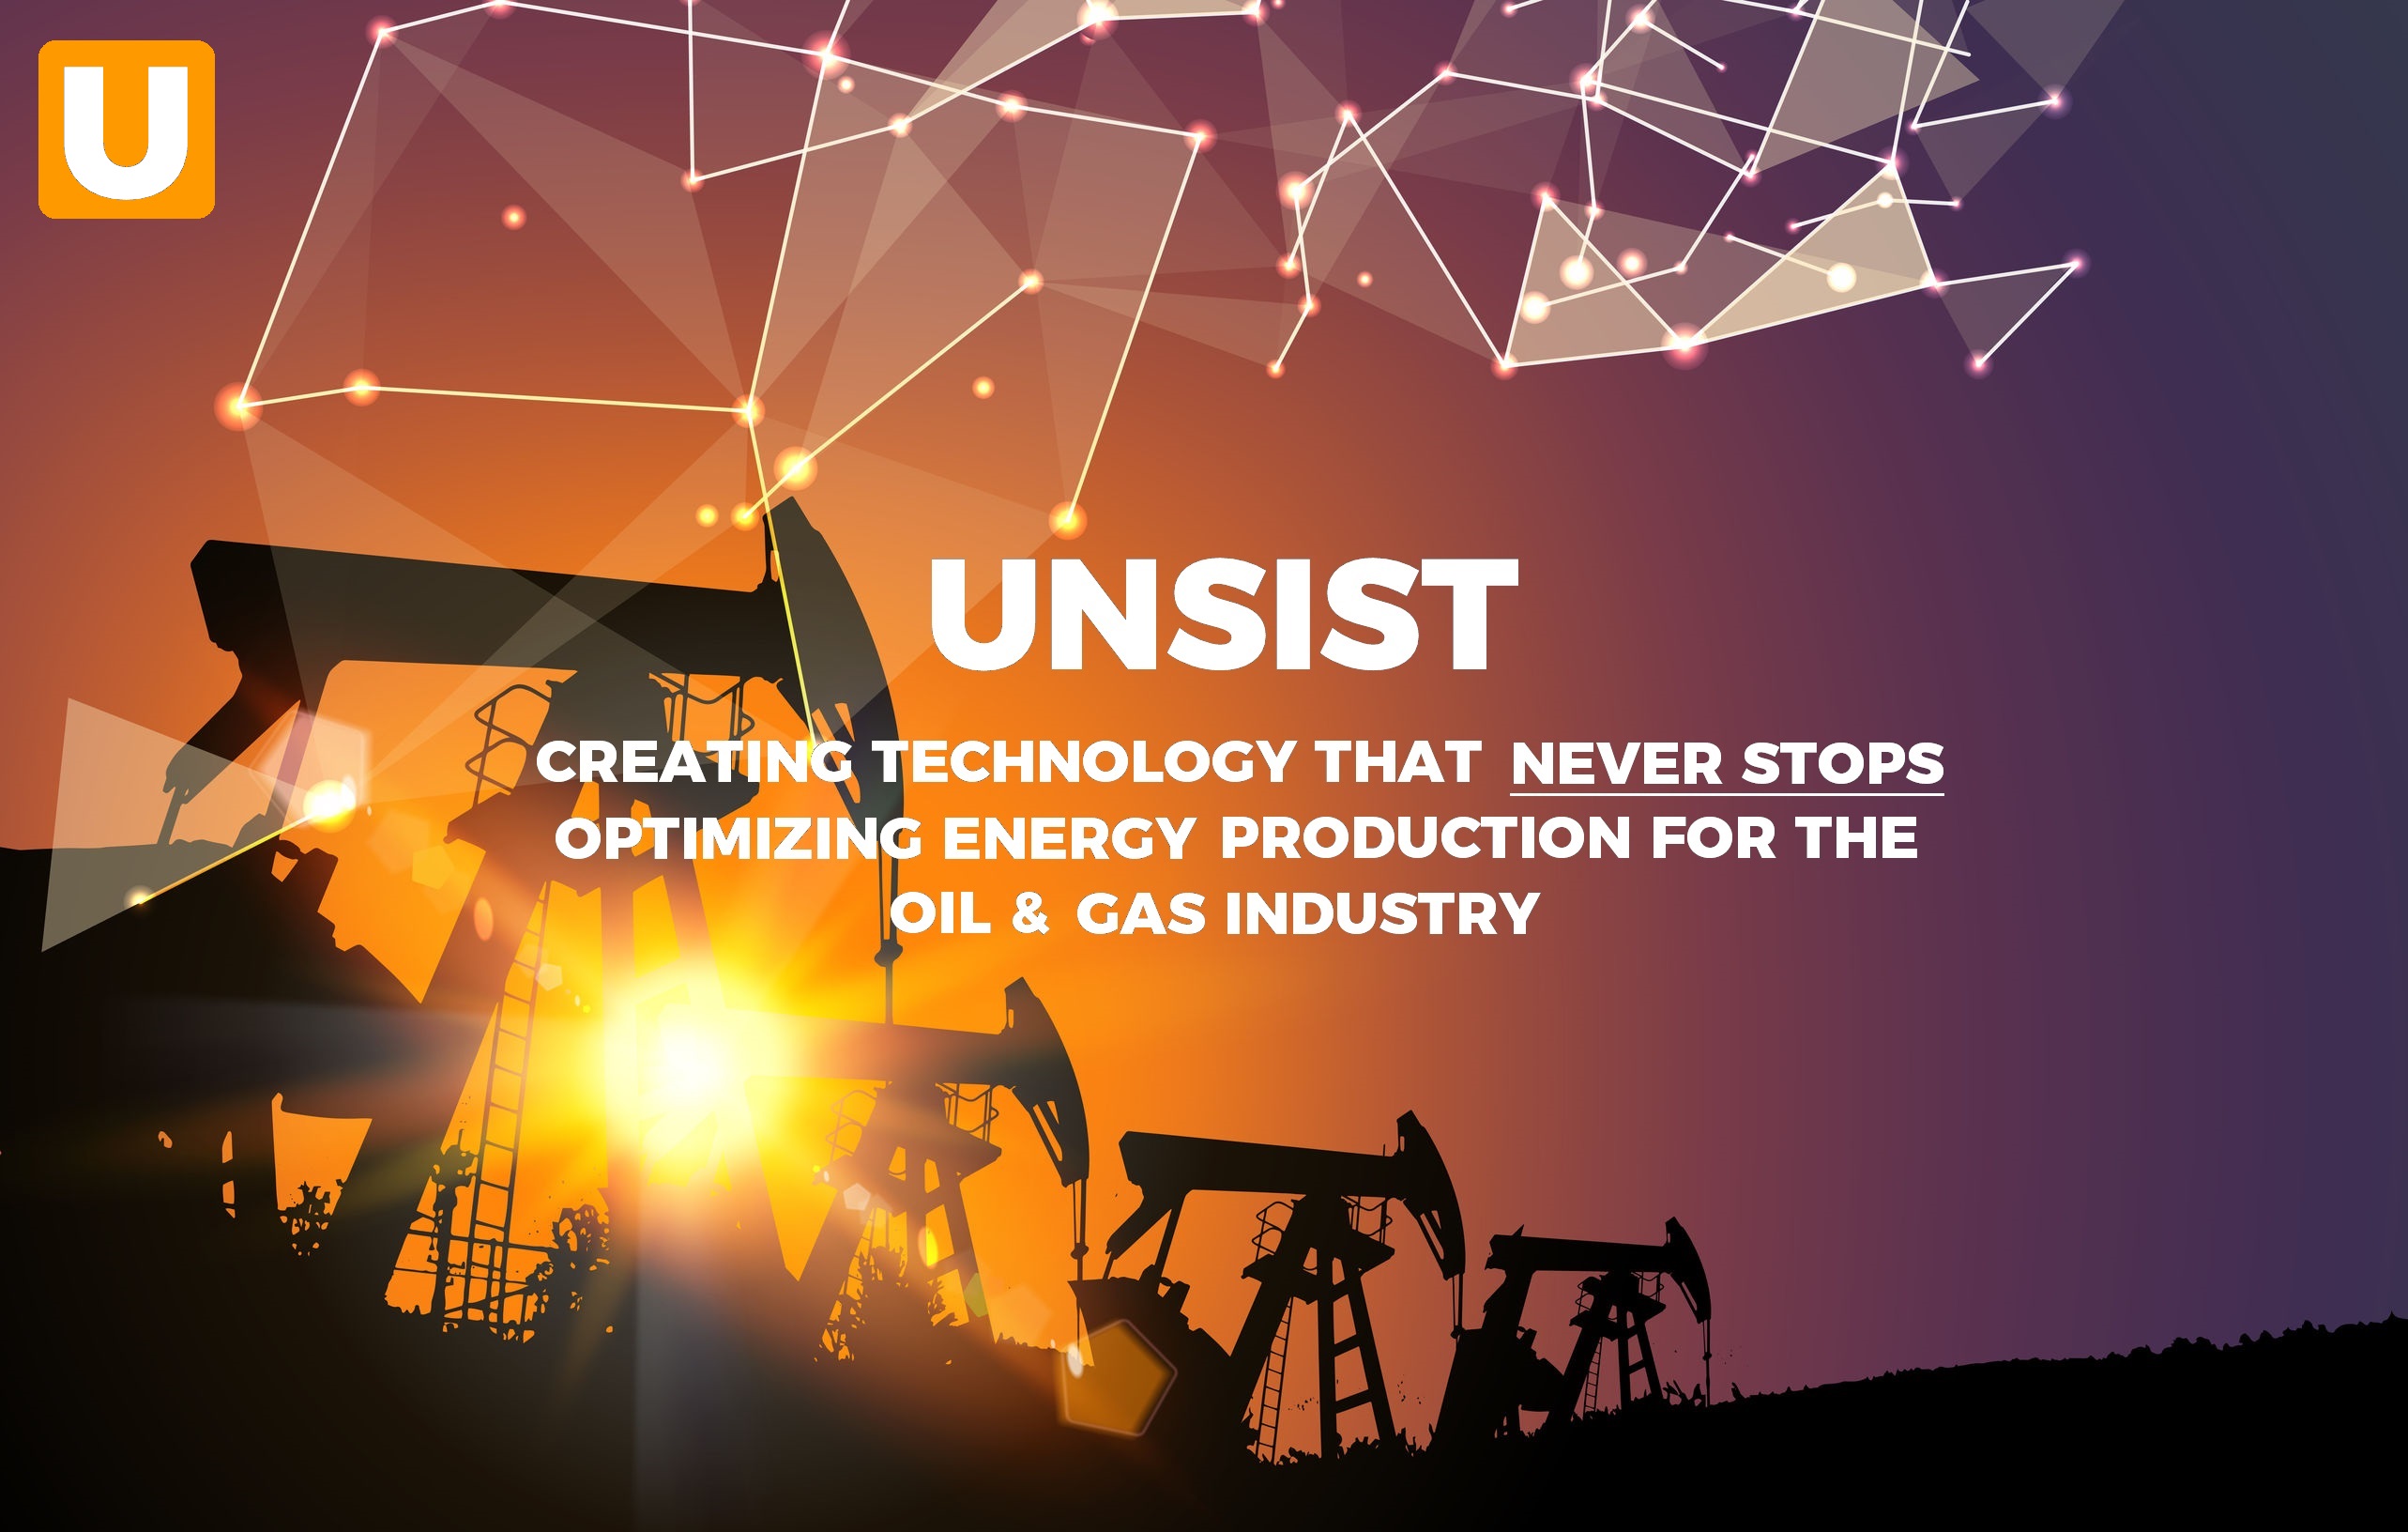 U
UNSIST
CREATING TECHNOLOGY THAT NEVER STOPS
OPTIMIZING ENERGY PRODUCTION FOR THE
OIL & GAS INDUSTRY